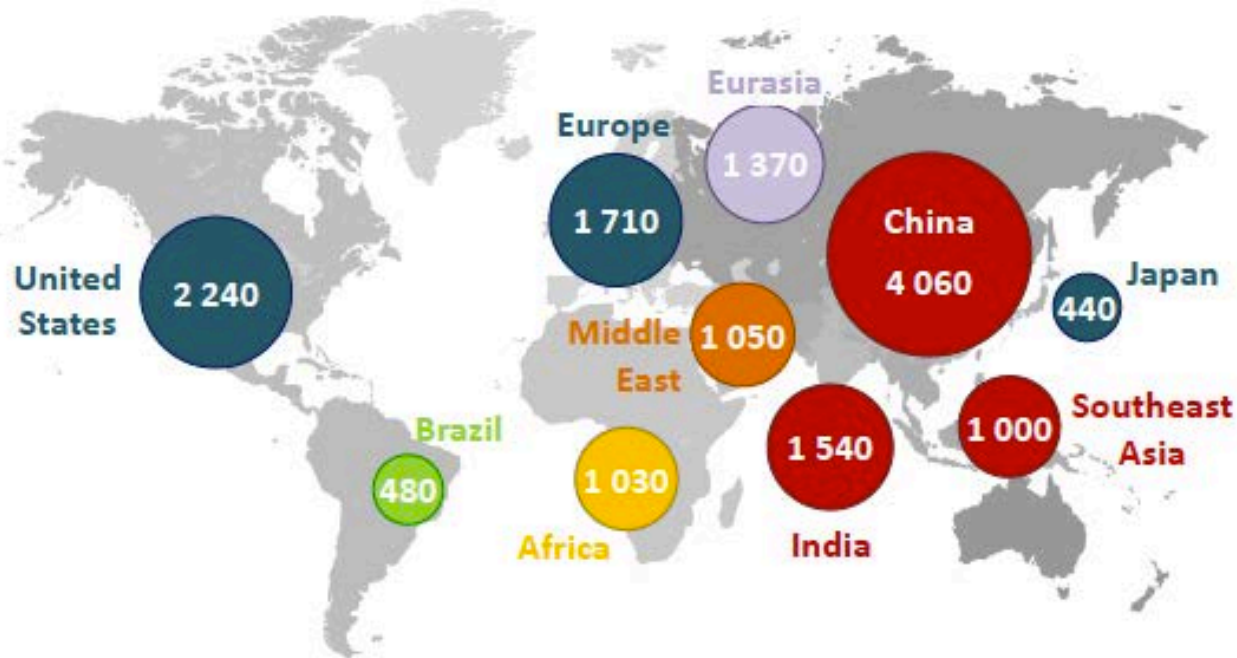 Eurasia
1 370
Europe
1 710
China
4 060
United
States
2 240
Japan
440
Middle
East
1 050
Brazil
480
Africa
1 030
India
1 540
Southeast
Asia
1 000